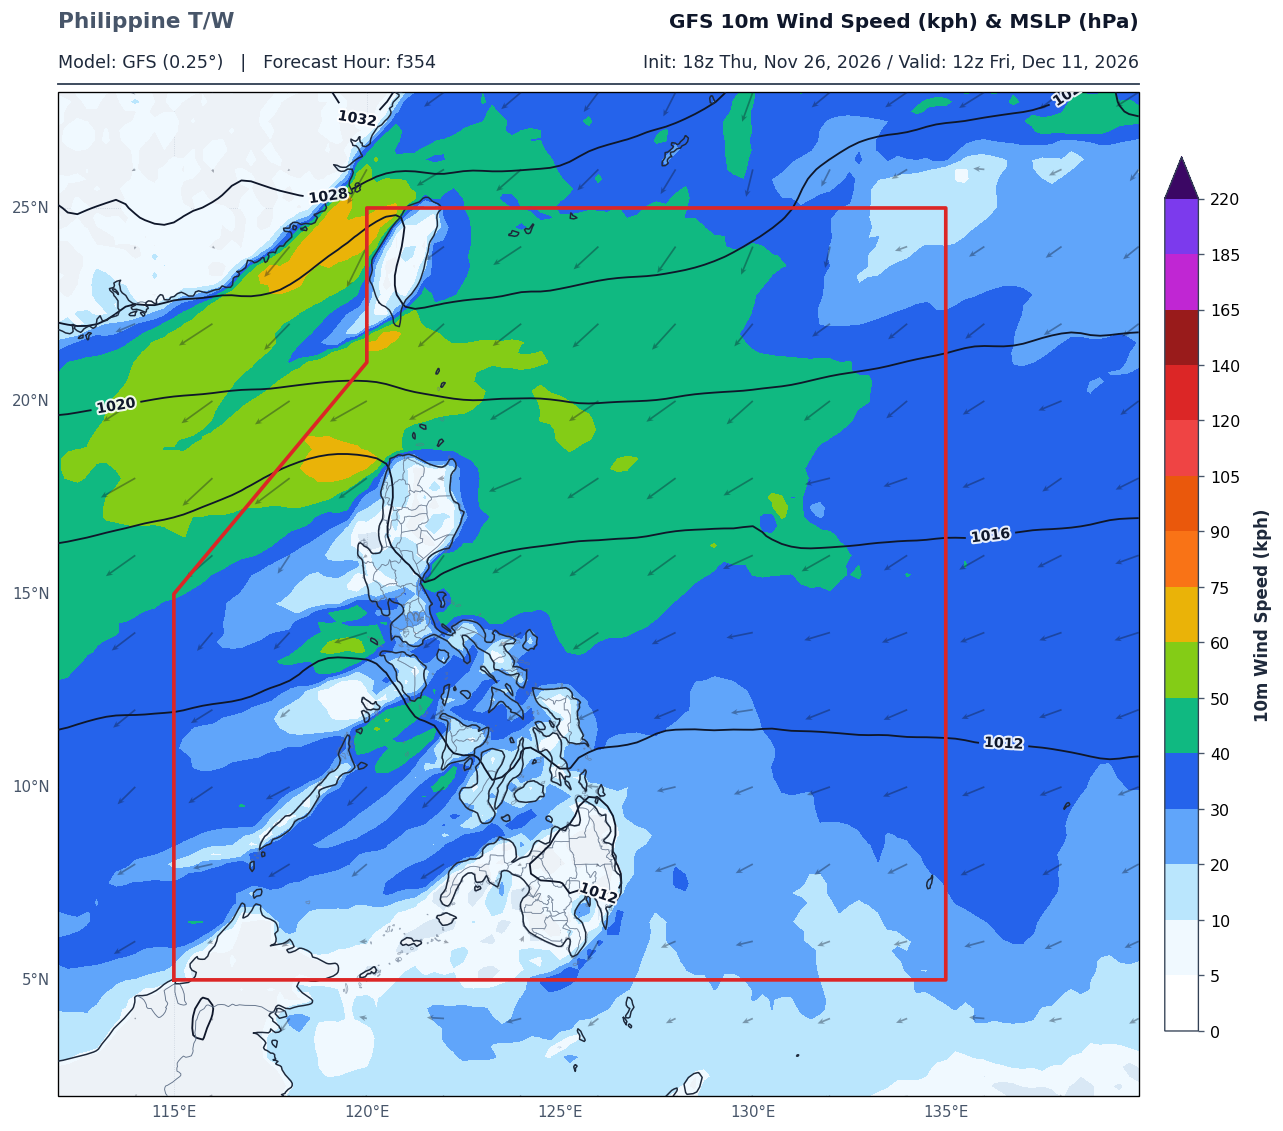 Philippine T/W
GFS 10m Wind Speed (kph) & MSLP (hPa)
Model: GFS (0.25°)   |   Forecast Hour: f354
Init: 18z Thu, Nov 26, 2026 / Valid: 12z Fri, Dec 11, 2026
1032
1028
1020
1016
1012
1012
25°N
20°N
15°N
10°N
5°N
115°E
120°E
125°E
130°E
135°E
220
185
165
140
120
105
90
75
60
50
40
30
20
10
5
0
10m Wind Speed (kph)